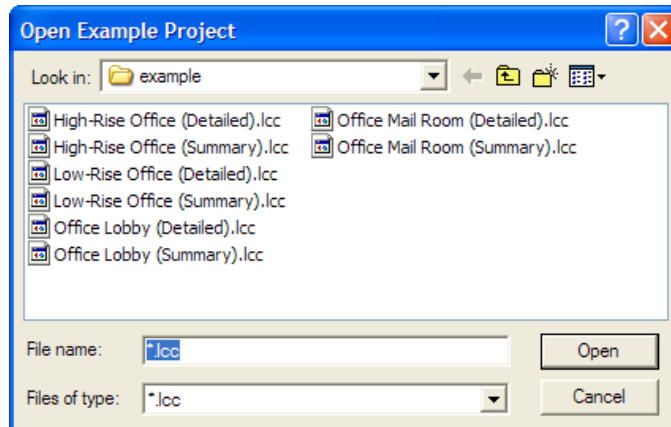 Open Example Project
Look in: example
High-Rise Office (Detailed).lcc
High-Rise Office (Summary).lcc
Low-Rise Office (Detailed).lcc
Low-Rise Office (Summary).lcc
Office Lobby (Detailed).lcc
Office Lobby (Summary).lcc
Office Mail Room (Detailed).lcc
Office Mail Room (Summary).lcc
File name: *.lcc Open
Files of type: *.lcc Cancel